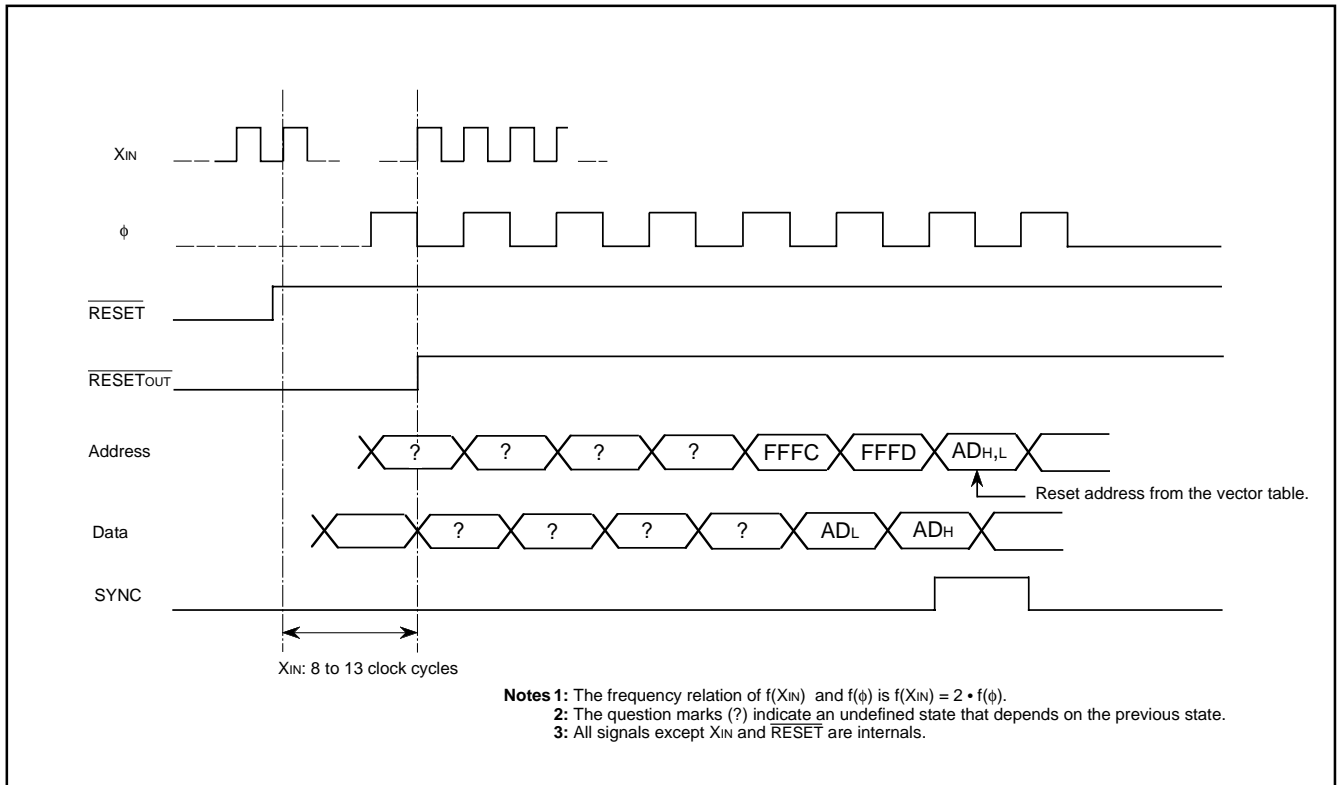 XIN
ϕ
RESET
RESETOUT
Address
? ? ? ? FFFC FFFD ADH,L
Reset address from the vector table.
Data
? ? ? ? ADL ADH
SYNC
XIN: 8 to 13 clock cycles
Notes 1: The frequency relation of f(XIN) and f(ϕ) is f(XIN) = 2 • f(ϕ).
2: The question marks (?) indicate an undefined state that depends on the previous state.
3: All signals except XIN and RESET are internals.